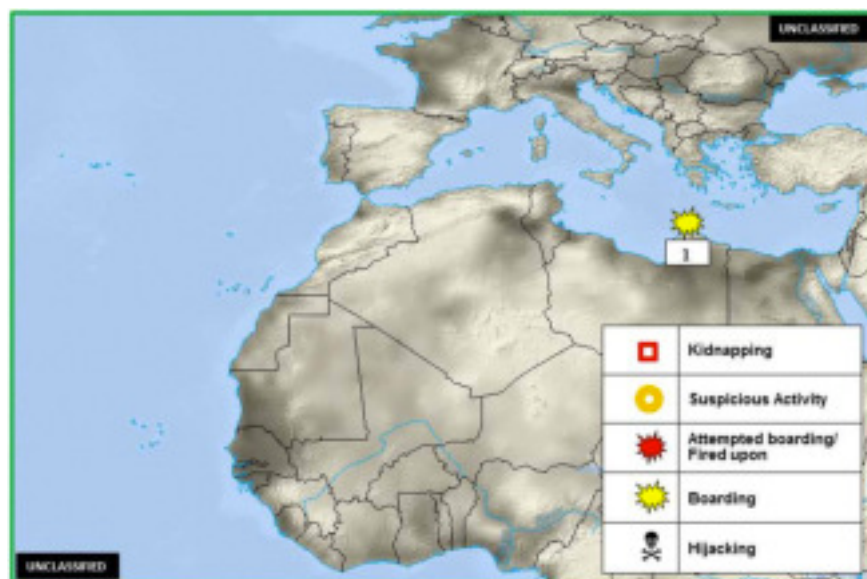 UNCLASSIFIED
1
Kidnapping
Suspicious Activity
Attempted boarding/
Fired upon
Boarding
Hijacking
UNCLASSIFIED